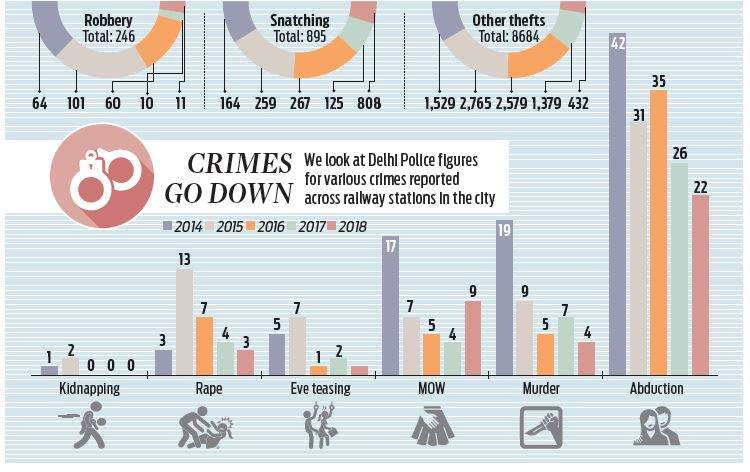 Robbery
Total: 246
64 101 60 10 11
Snatching
Total: 895
164 259 267 125 808
Other thefts
Total: 8684
1,529 2,765 2,579 1,379 432
CRIMES
GO DOWN
We look at Delhi Police figures
for various crimes reported
across railway stations in the city
2014 2015 2016 2017 2018
1 2 0 0 0
Kidnapping
3 13 7 4 3
Rape
5 7 1 2
Eve teasing
17 7 5 4 9
MOW
19 9 5 7 4
Murder
42 31 35 26 22
Abduction